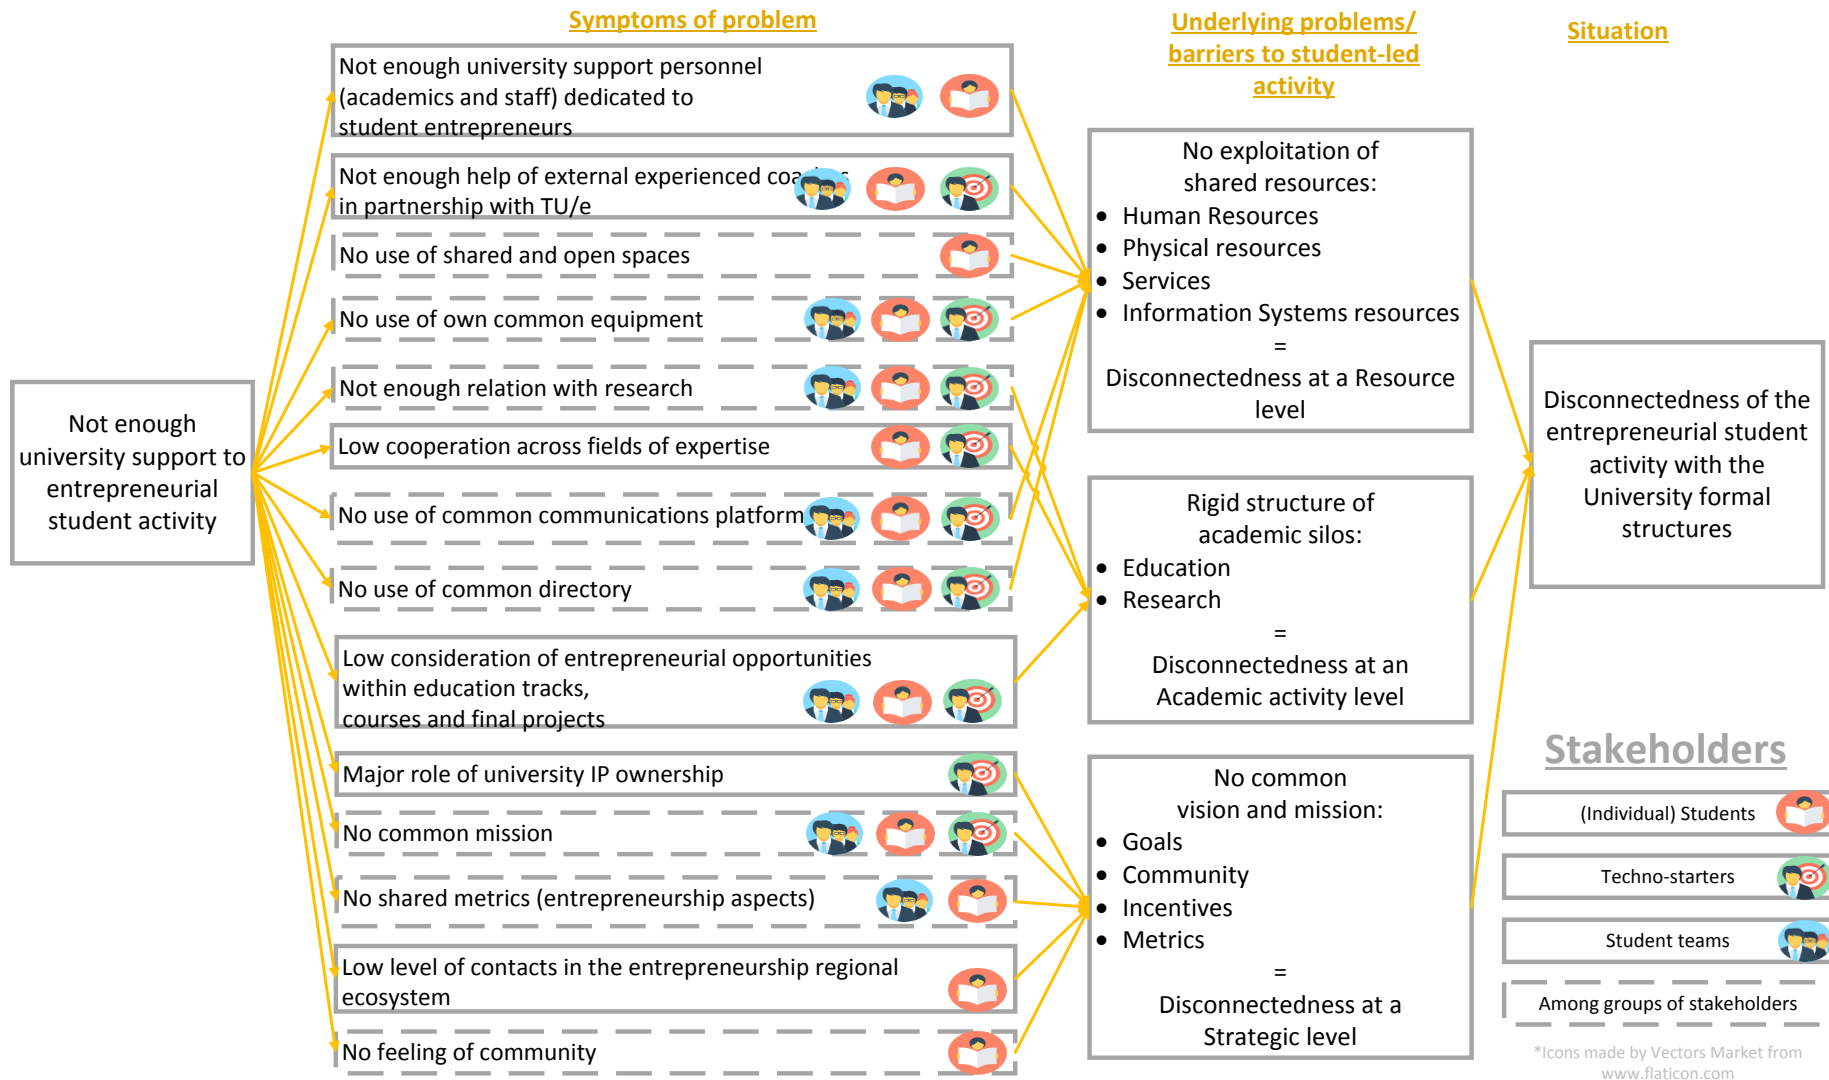 Symptoms of problem
Underlying problems/
barriers to student-led
activity
Situation
Not enough
university support to
entrepreneurial
student activity
Not enough university support personnel
(academics and staff) dedicated to
student entrepreneurs
Not enough help of external experienced
in partnership with TU/e
No use of shared and open spaces
No use of own common equipment
Not enough relation with research
Low cooperation across fields of expertise
No use of common communications platform
No use of common directory
Low consideration of entrepreneurial opportunities
within education tracks,
courses and final projects
Major role of university IP ownership
No common mission
No shared metrics (entrepreneurship aspects)
Low level of contacts in the entrepreneurship regional
ecosystem
No feeling of community
No exploitation of
shared resources:
• Human Resources
• Physical resources
• Services
• Information Systems resources
=
Disconnectedness at a Resource
level
Rigid structure of
academic silos:
• Education
• Research
=
Disconnectedness at an
Academic activity level
No common
vision and mission:
• Goals
• Community
• Incentives
• Metrics
=
Disconnectedness at a
Strategic level
Disconnectedness of the
entrepreneurial student
activity with the
University formal
structures
Stakeholders
(Individual) Students
Techno-starters
Student teams
Among groups of stakeholders
*Icons made by Vectors Market from
www.flaticon.com